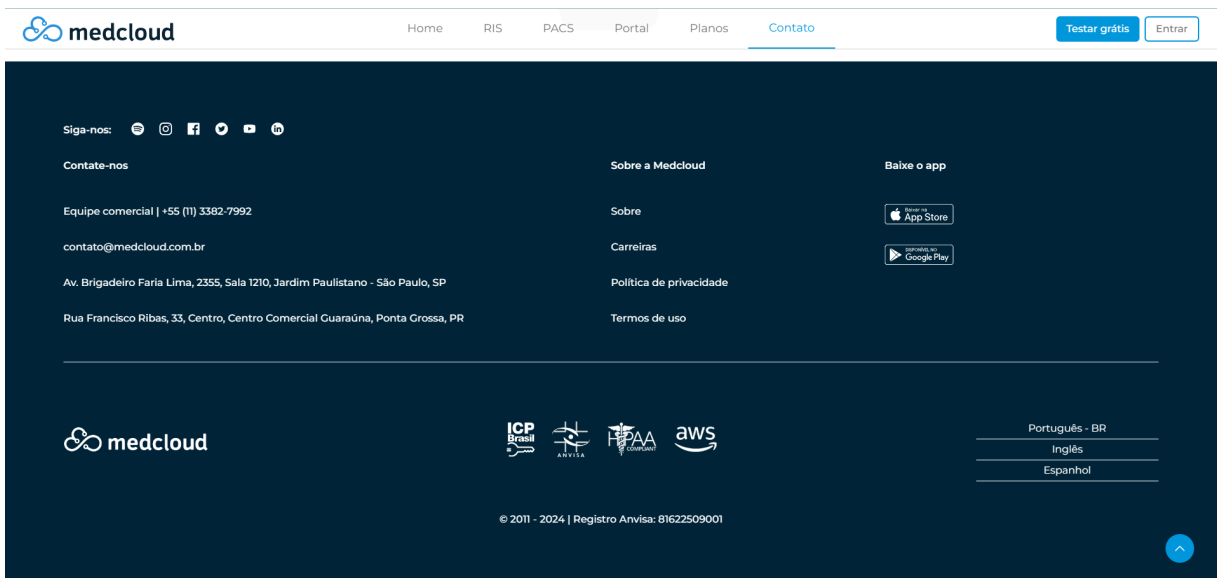 medcloud
Home RIS PACS Portal Planos Contato
Testar grátis Entrar
Siga-nos:
Contate-nos
Equipe comercial | +55 (11) 3382-7992
contato@medcloud.com.br
Av. Brigadeiro Faria Lima, 2355, Sala 1210, Jardim Paulistano - São Paulo, SP
Rua Francisco Ribas, 33, Centro, Centro Comercial Guaraúna, Ponta Grossa, PR
Sobre a Medcloud
Sobre
Carreiras
Política de privacidade
Termos de uso
Baixe o app
Baixar na
App Store
DISPONÍVEL NO
Google Play
medcloud
ICP
Brasil
ANVISA
HIPAA
COMPLIANT
aws
Português - BR
Inglês
Espanhol
© 2011 - 2024 | Registro Anvisa: 81622509001